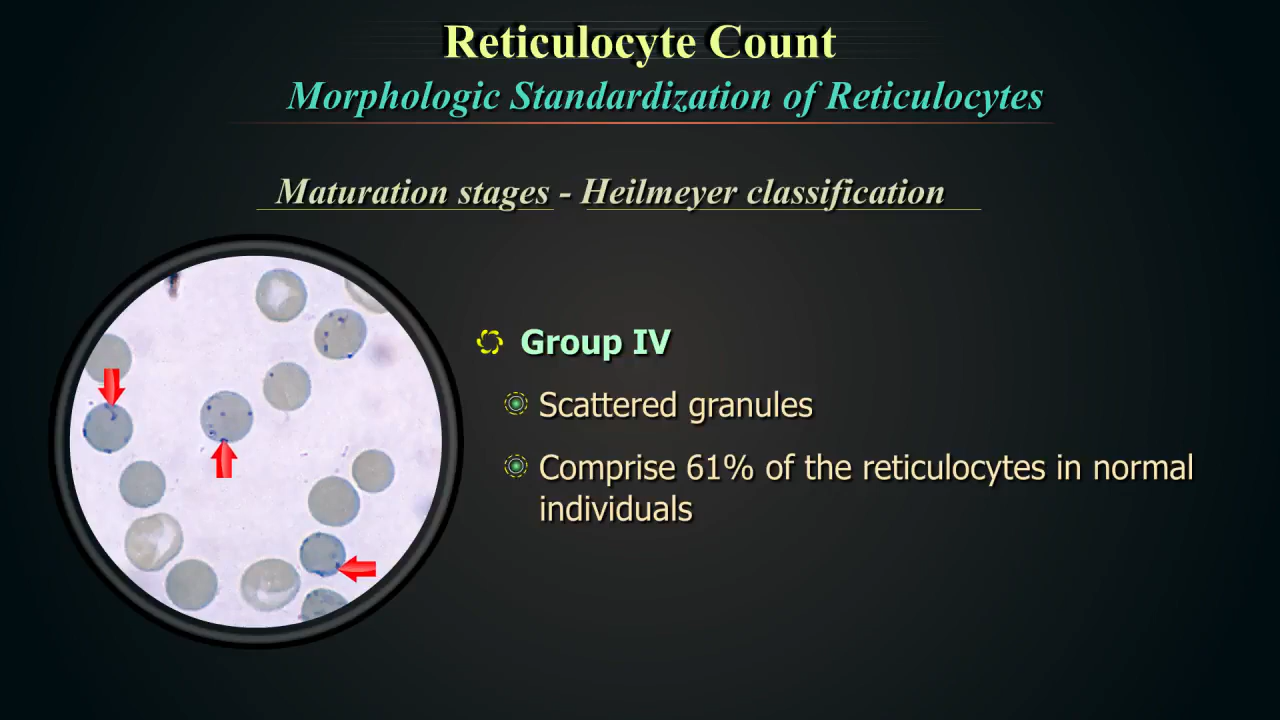 Reticulocyte Count
Morphologic Standardization of Reticulocytes
Maturation stages - Heilmeyer classification
Group IV
Scattered granules
Comprise 61% of the reticulocytes in normal
individuals